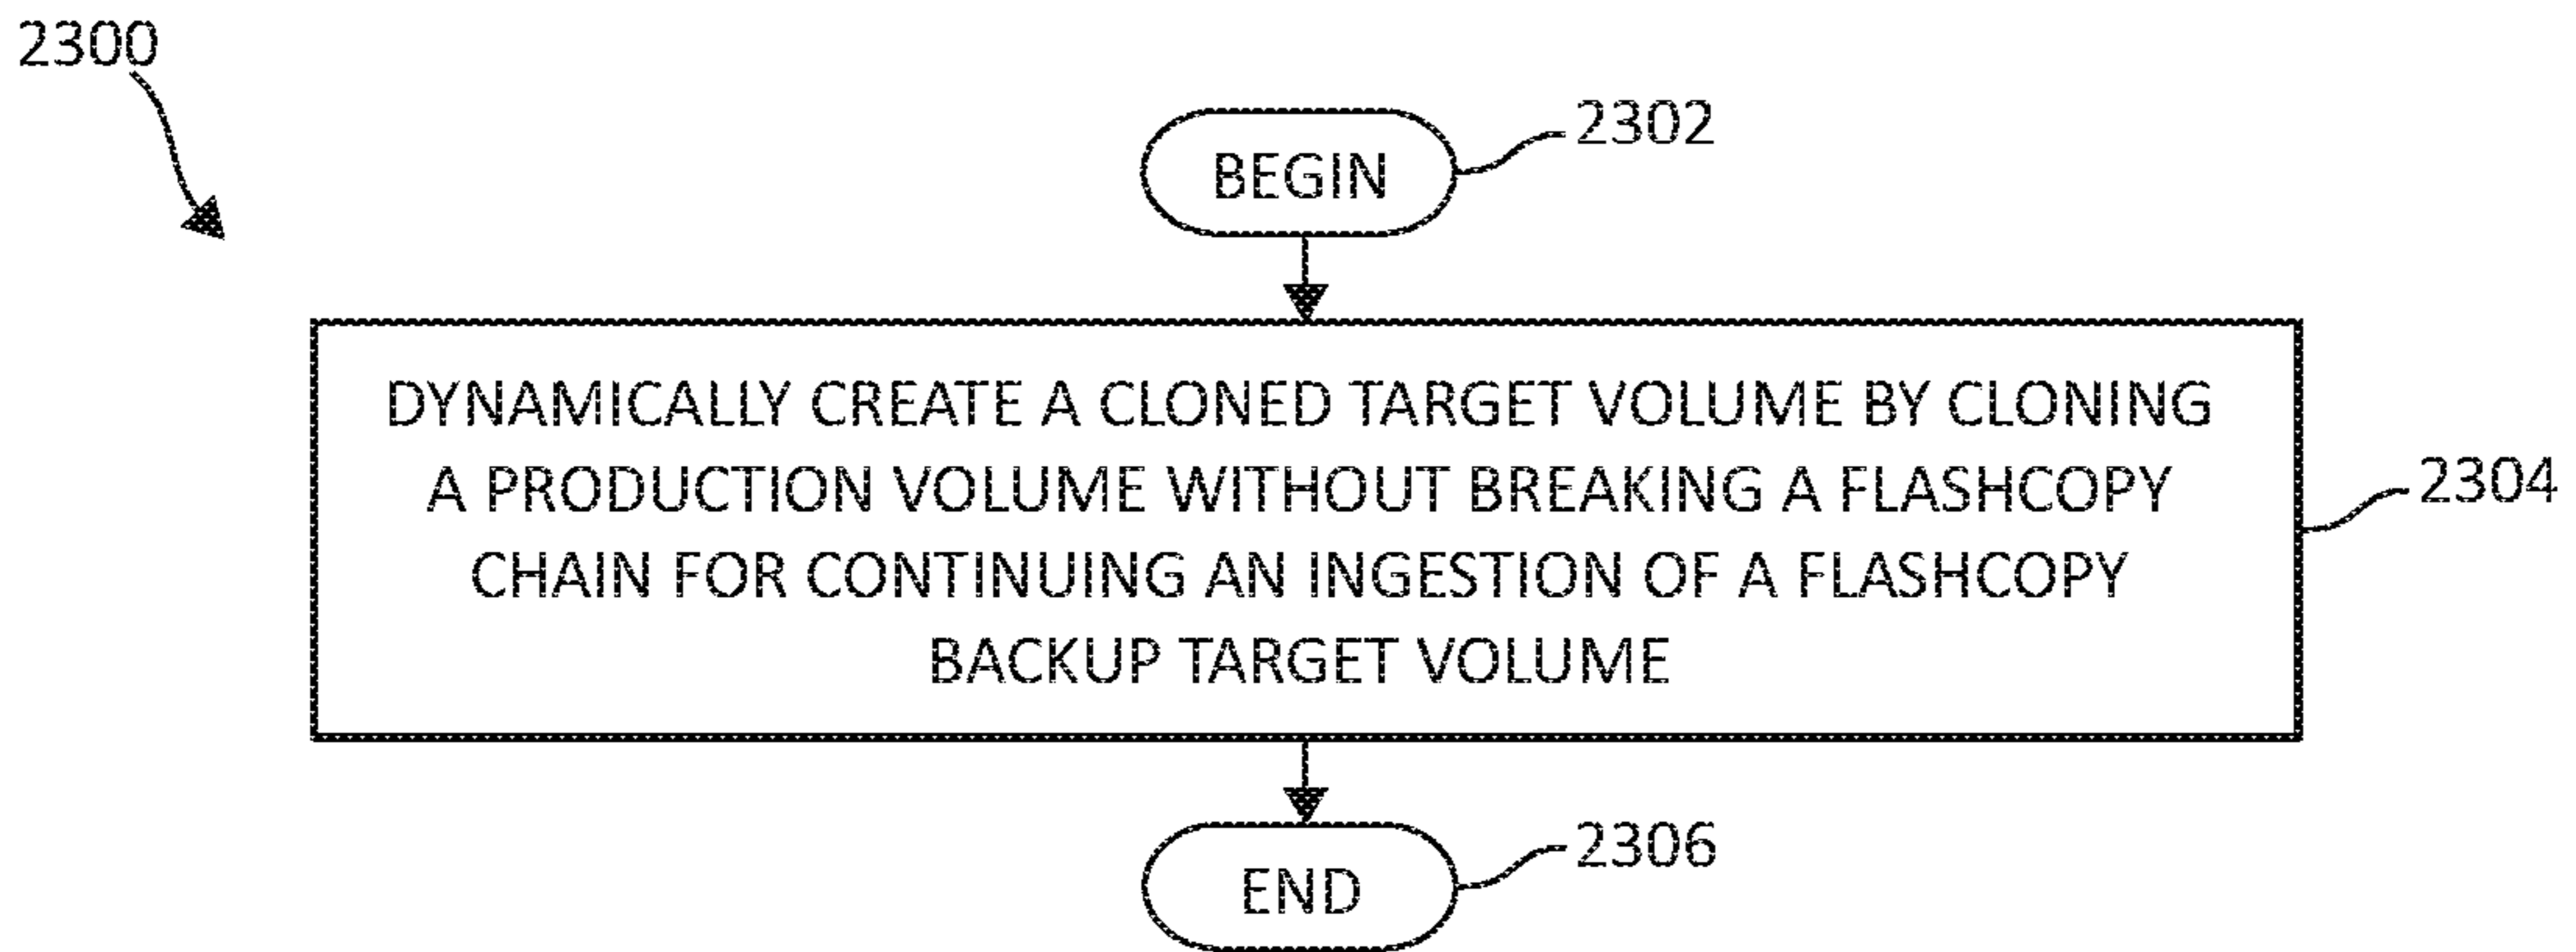 2300
BEGIN
2302
DYNAMICALLY CREATE A CLONED TARGET VOLUME BY CLONING
A PRODUCTION VOLUME WITHOUT BREAKING A FLASHCOPY
CHAIN FOR CONTINUING AN INGESTION OF A FLASHCOPY
BACKUP TARGET VOLUME
2304
END
2306